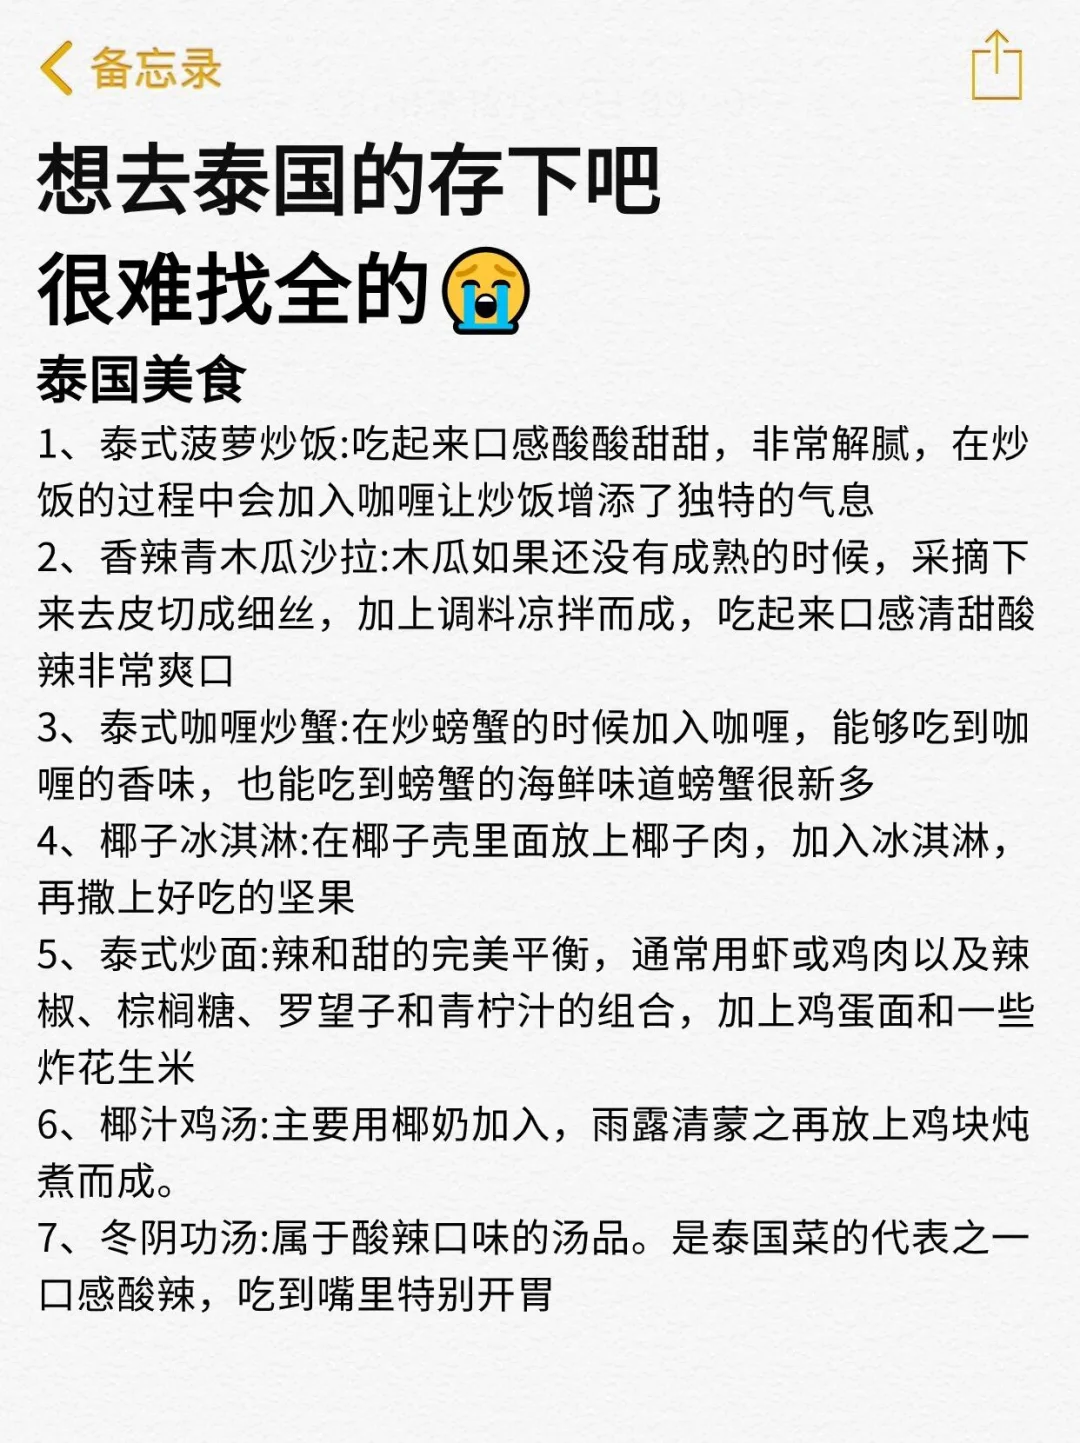 备忘录
想去泰国的存下吧
很难找全的😭
泰国美食
1、泰式菠萝炒饭:吃起来口感酸酸甜甜，非常解腻，在炒
饭的过程中会加入咖喱让炒饭增添了独特的气息
2、香辣青木瓜沙拉:木瓜如果还没有成熟的时候，采摘下
来去皮切成细丝，加上调料凉拌而成，吃起来口感清甜酸
辣非常爽口
3、泰式咖喱炒蟹:在炒螃蟹的时候加入咖喱，能够吃到咖
喱的香味，也能吃到螃蟹的海鲜味道螃蟹很新多
4、椰子冰淇淋:在椰子壳里面放上椰子肉，加入冰淇淋，
再撒上好吃的坚果
5、泰式炒面:辣和甜的完美平衡，通常用虾或鸡肉以及辣
椒、棕榈糖、罗望子和青柠汁的组合，加上鸡蛋面和一些
炸花生米
6、椰汁鸡汤:主要用椰奶加入，雨露清蒙之再放上鸡块炖
煮而成。
7、冬阴功汤:属于酸辣口味的汤品。是泰国菜的代表之一
口感酸辣，吃到嘴里特别开胃